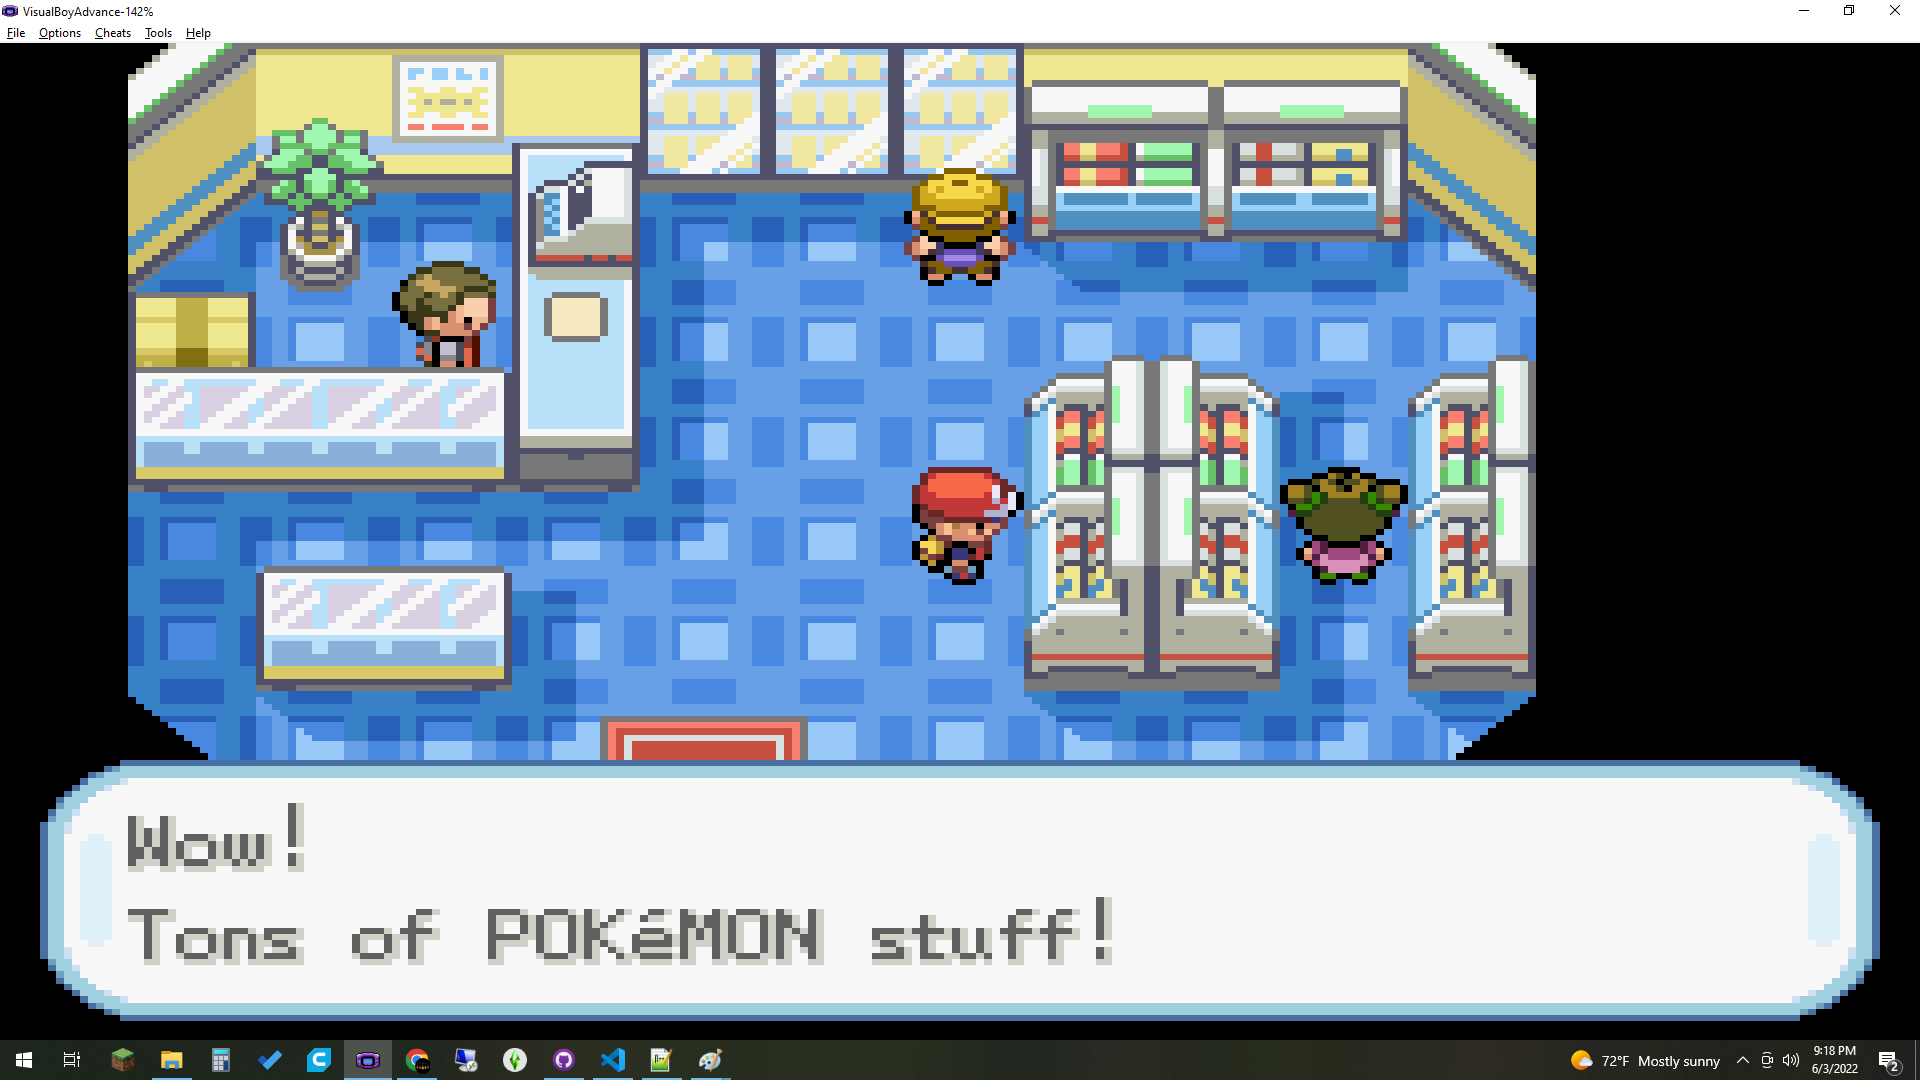 VisualBoyAdvance-142%
File Options Cheats Tools Help
Wow!
Tons of POKéMON stuff!
72°F Mostly sunny
9:18 PM
6/3/2022
2